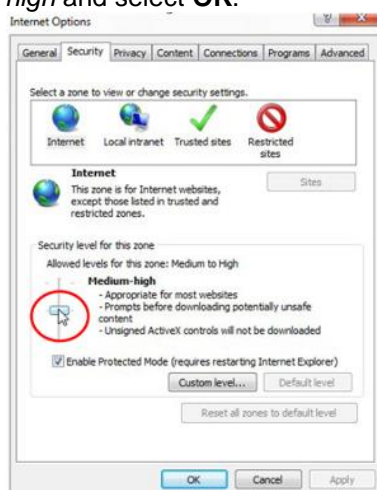 high and select OK.
Internet Options
General Security Privacy Content Connections Programs Advanced
Select a zone to view or change security settings.
Internet Local intranet Trusted sites Restricted
sites
Internet
Sites
This zone is for Internet websites,
except those listed in trusted and
restricted zones.
Security level for this zone
Allowed levels for this zone: Medium to High
Medium-high
- Appropriate for most websites
- Prompts before downloading potentially unsafe
content
- Unsigned ActiveX controls will not be downloaded
Enable Protected Mode (requires restarting Internet Explorer)
Custom level... Default level
Reset all zones to default level
OK Cancel Apply